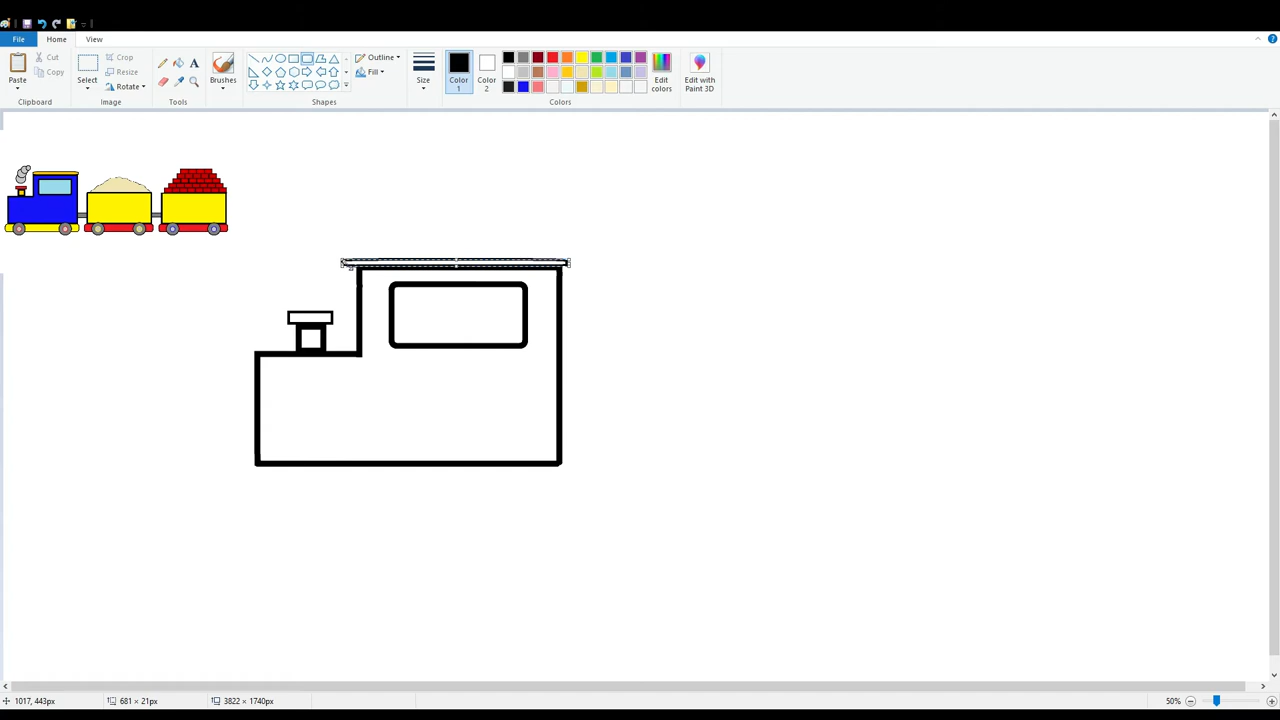 File Home View
Paste
Cut
Copy
Clipboard
Select
Crop
Resize
Rotate
Image
A
Tools
Brushes
Outline
Fill
Shapes
Size
Color
1
Color
2
Edit
colors
Edit with
Paint 3D
Colors
1017, 443px 681 × 21px 3822 × 1740px 50%